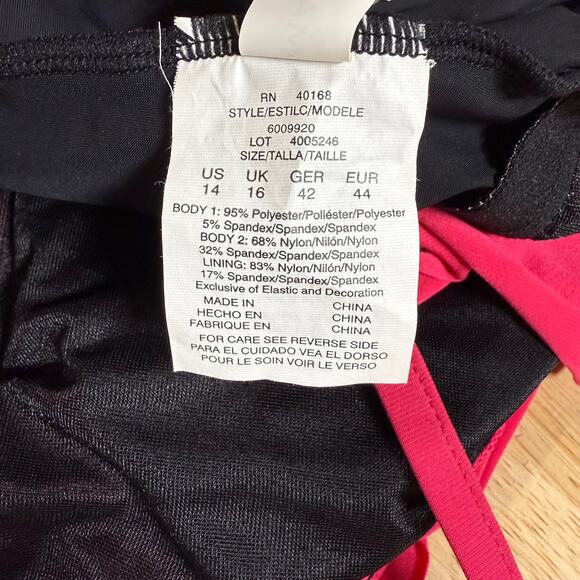 RN 40168
STYLE/ESTILC/MODELE
6009920
LOT 4005246
SIZE/TALLA/TAILLE
US UK GER EUR
14 16 42 44
BODY 1: 95% Polyester/Poliéster/Polyester
5% Spandex/Spandex/Spandex
BODY 2: 68% Nylon/Nilón/Nylon
32% Spandex/Spandex/Spandex
LINING: 83% Nylon/Nilón/Nylon
17% Spandex/Spandex/Spandex
Exclusive of Elastic and Decoration
MADE IN CHINA
HECHO EN CHINA
FABRIQUE EN CHINA
FOR CARE SEE REVERSE SIDE
PARA EL CUIDADO VEA EL DORSO
POUR LE SOIN VOIR LE VERSO